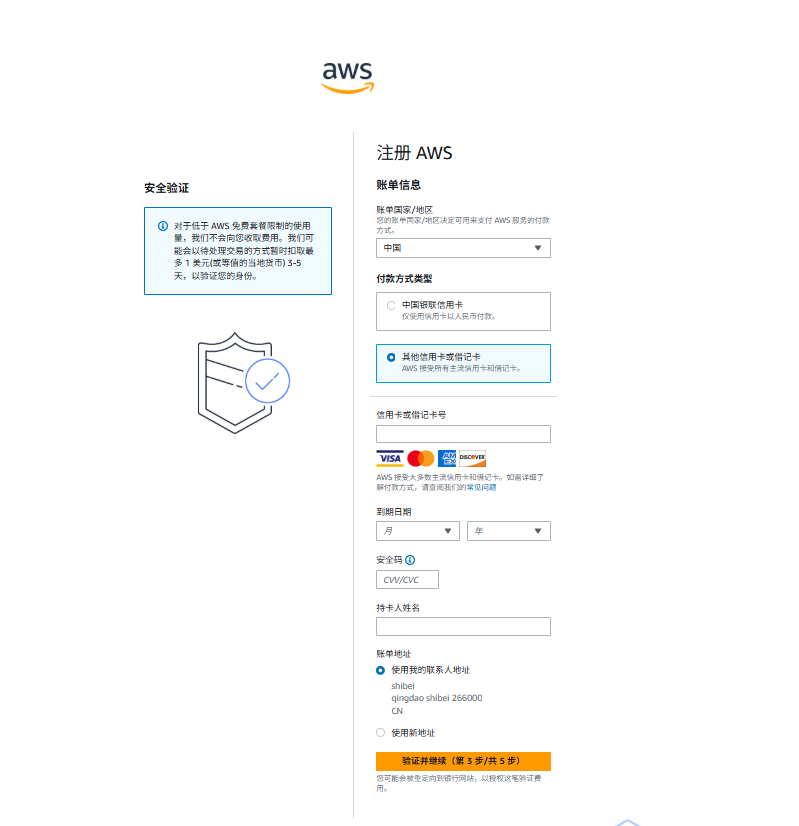 aws
注册 AWS
安全验证
对于低于 AWS 免费套餐限制的使用
量，我们不会向您收取费用。我们可
能会以待处理交易的方式暂时扣取最
多 1 美元(或等值的当地货币) 3-5
天，以验证您的身份。
账单信息
账单国家/地区
您的账单国家/地区决定可用来支付 AWS 服务的付款
方式。
中国
付款方式类型
中国银联信用卡
仅使用信用卡以人民币付款。
其他信用卡或借记卡
AWS 接受所有主流信用卡和借记卡。
信用卡或借记卡号
VISA
AM
EX
DISCOVER
AWS 接受大多数主流信用卡和借记卡。如需详细了
解付款方式，请查阅我们的常见问题
到期日期
月
年
安全码
CVV/CVC
持卡人姓名
账单地址
使用我的联系人地址
shibei
qingdao shibei 266000
CN
使用新地址
验证并继续（第 3 步/共 5 步）
您可能会被重定向到银行网站，以授权这笔验证费
用。